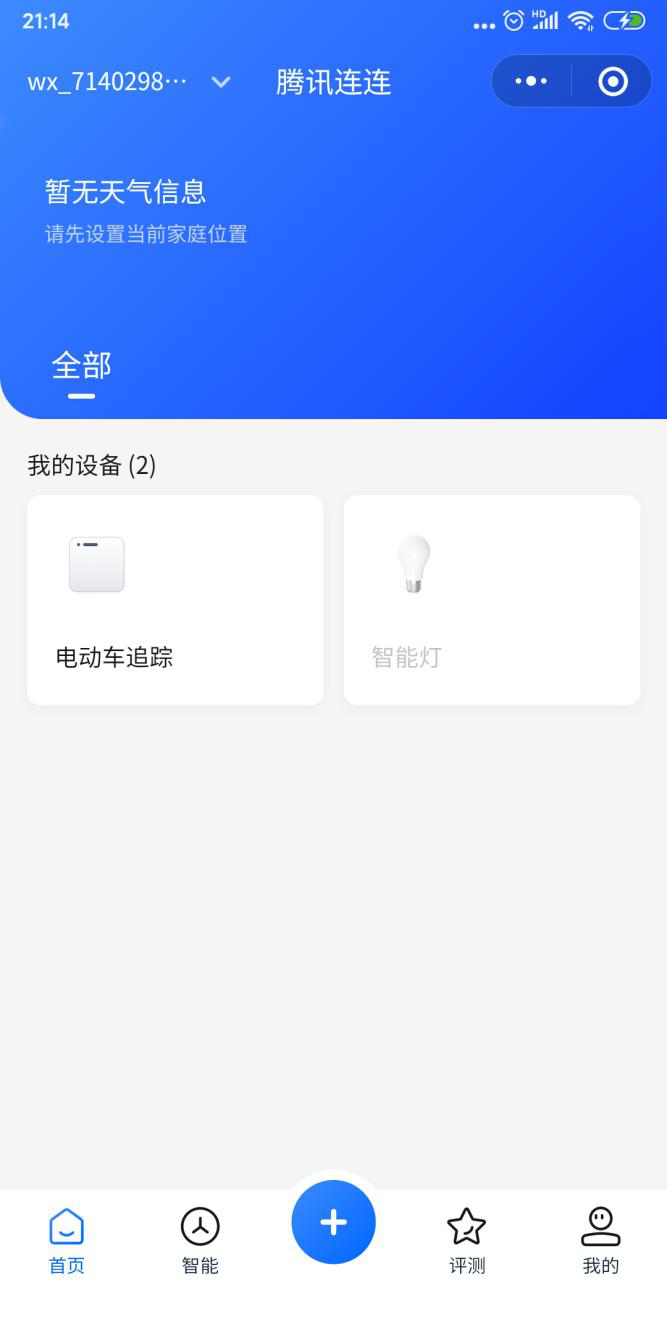 21:14
HD
wx_7140298···
腾讯连连
暂无天气信息
请先设置当前家庭位置
全部
我的设备 (2)
电动车追踪
智能灯
首页
智能
评测
我的